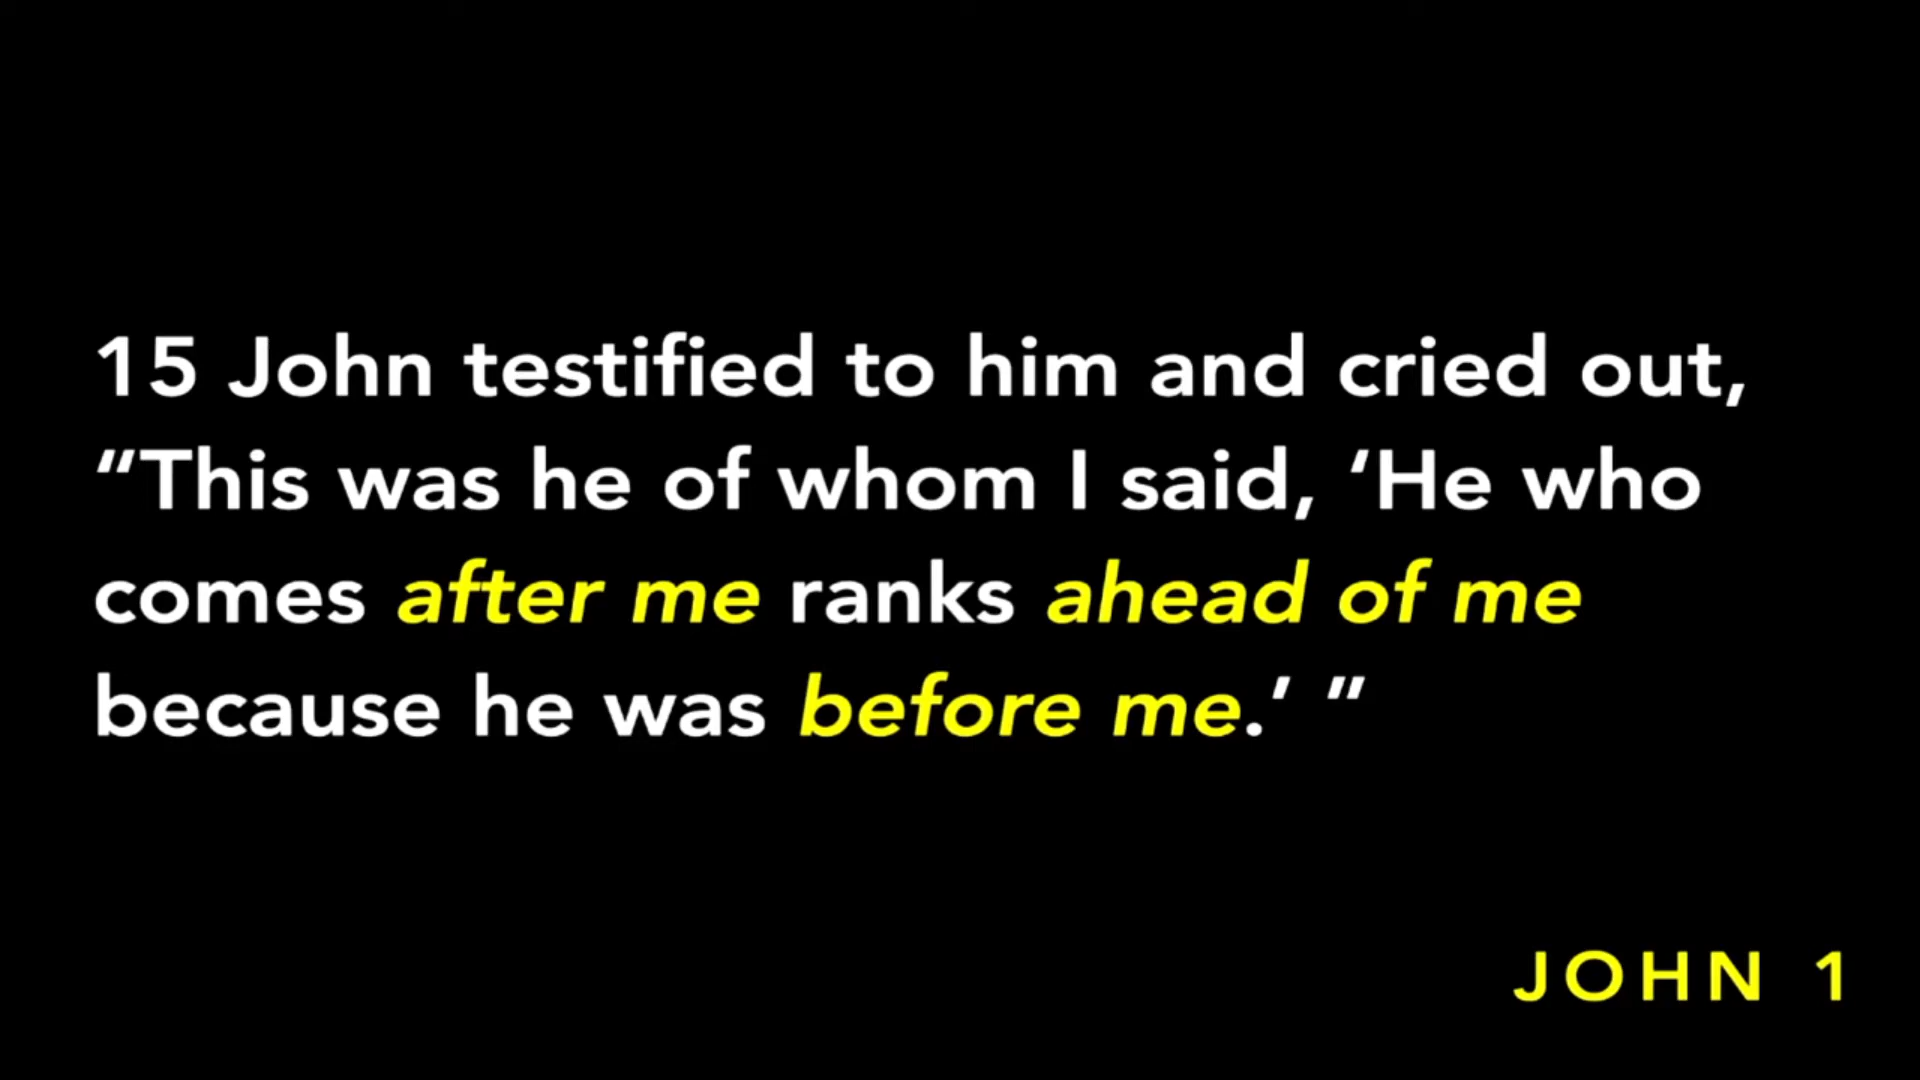 15 John testified to him and cried out,
“This was he of whom I said, ‘He who
comes after me ranks ahead of me
because he was before me.’ ”
JOHN 1